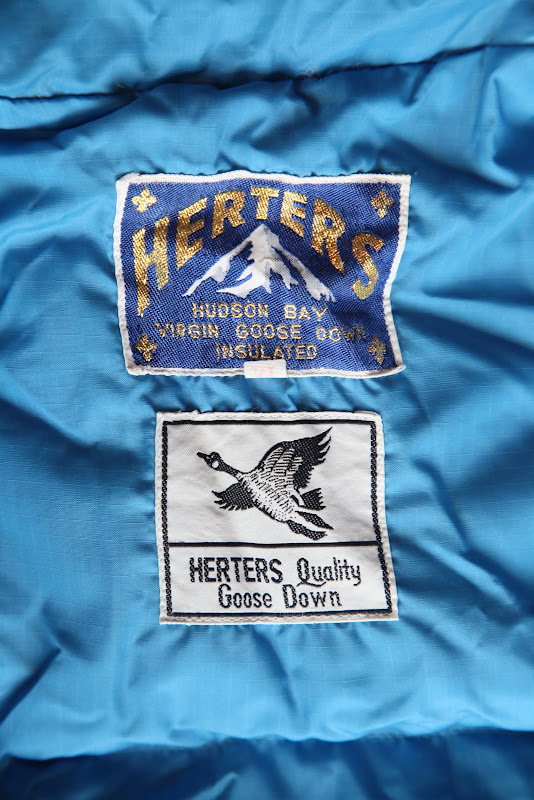 HERTERS
HUDSON BAY
VIRGIN GOOSE DOWN
INSULATED
HERTERS Quality
Goose Down